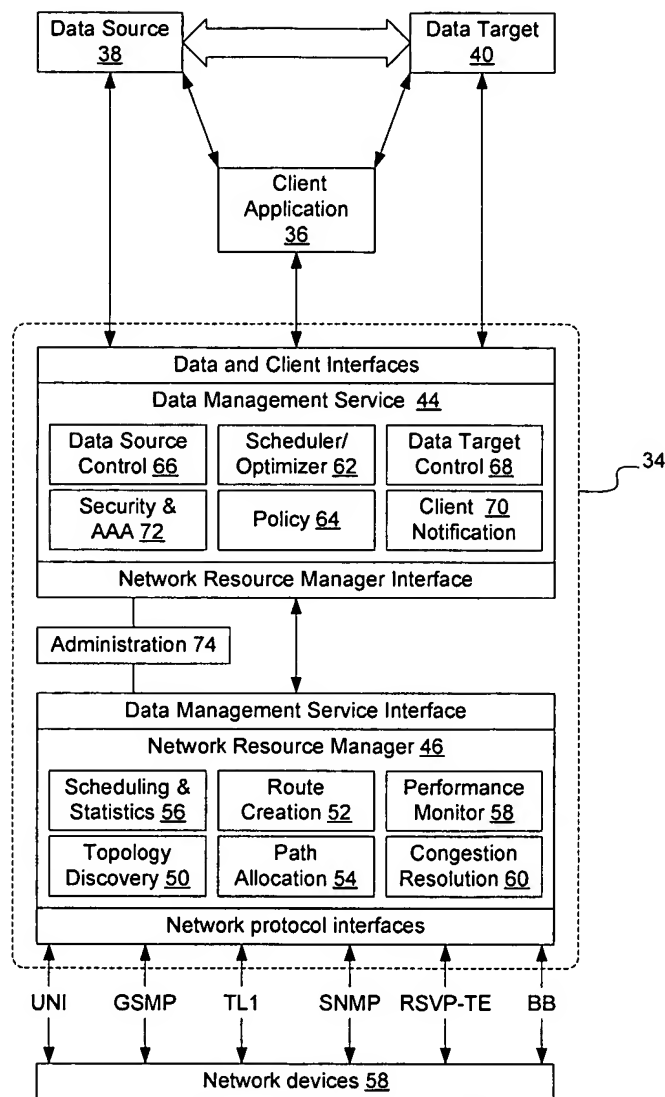 Data Source
38
Data Target
40
Client
Application
36
Data and Client Interfaces
Data Management Service 44
Data Source
Control 66
Scheduler/
Optimizer 62
Data Target
Control 68
Security &
AAA 72
Policy 64
Client 70
Notification
34
Network Resource Manager Interface
Administration 74
Data Management Service Interface
Network Resource Manager 46
Scheduling &
Statistics 56
Route
Creation 52
Performance
Monitor 58
Topology
Discovery 50
Path
Allocation 54
Congestion
Resolution 60
Network protocol interfaces
UNI GSMP TL1 SNMP RSVP-TE BB
Network devices 58